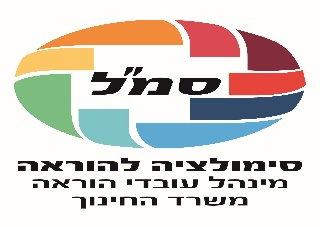 סמ"ל
סימולציה להוראה
מינהל עובדי הוראה
משרד החינוך